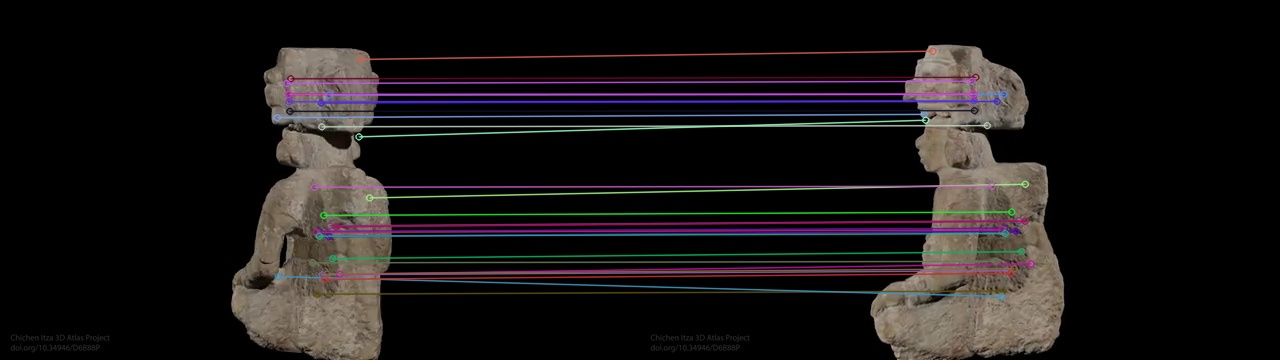 Chichen Itza 3D Atlas Project
doi.org/10.34946/D6B88P
Chichen Itza 3D Atlas Project
doi.org/10.34946/D6B88P